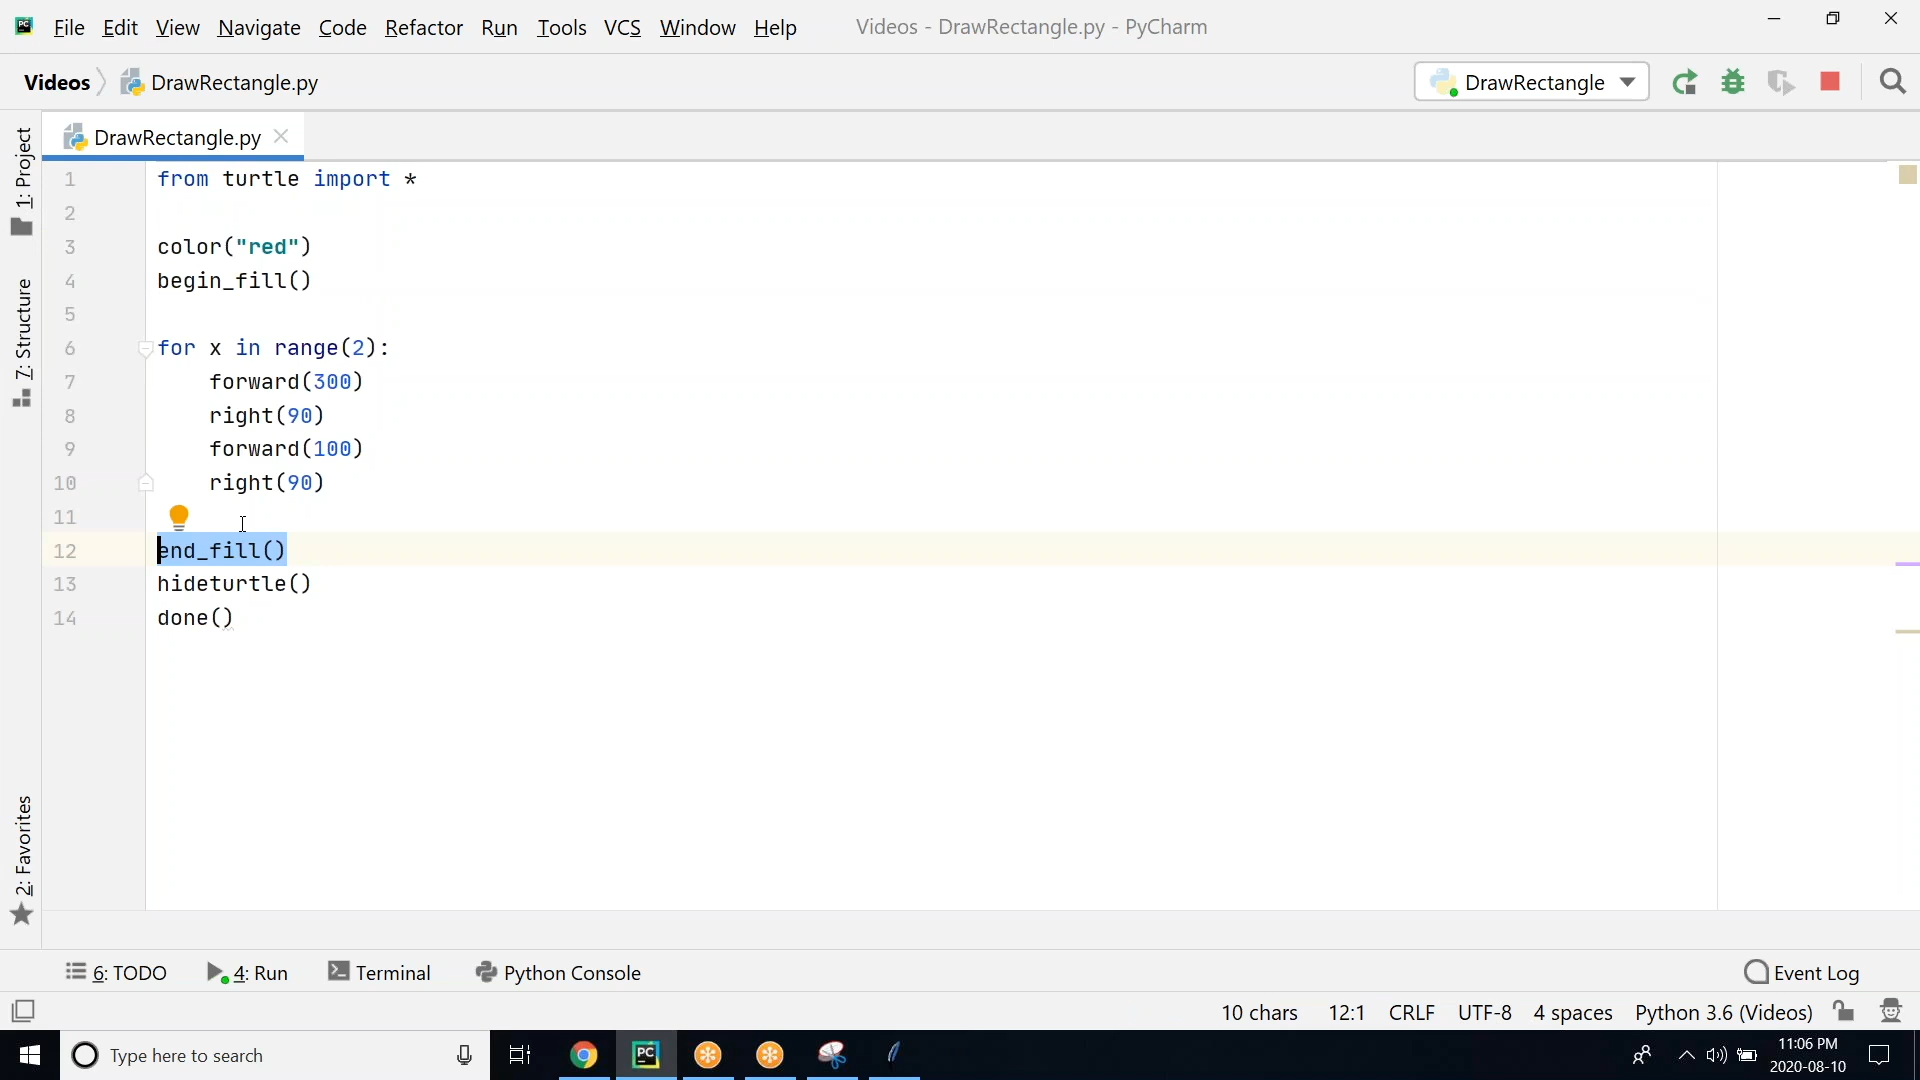 PC File Edit View Navigate Code Refactor Run Tools VCS Window Help Videos - DrawRectangle.py - PyCharm
Videos DrawRectangle.py DrawRectangle
DrawRectangle.py
1: Project
7: Structure
2: Favorites
1 from turtle import *
2
3 color("red")
4 begin_fill()
5
6 for x in range(2):
7 forward(300)
8 right(90)
9 forward(100)
10 right(90)
11
12 end_fill()
13 hideturtle()
14 done()
6: TODO 4: Run Terminal Python Console Event Log
10 chars 12:1 CRLF UTF-8 4 spaces Python 3.6 (Videos)
Type here to search PC 11:06 PM
2020-08-10